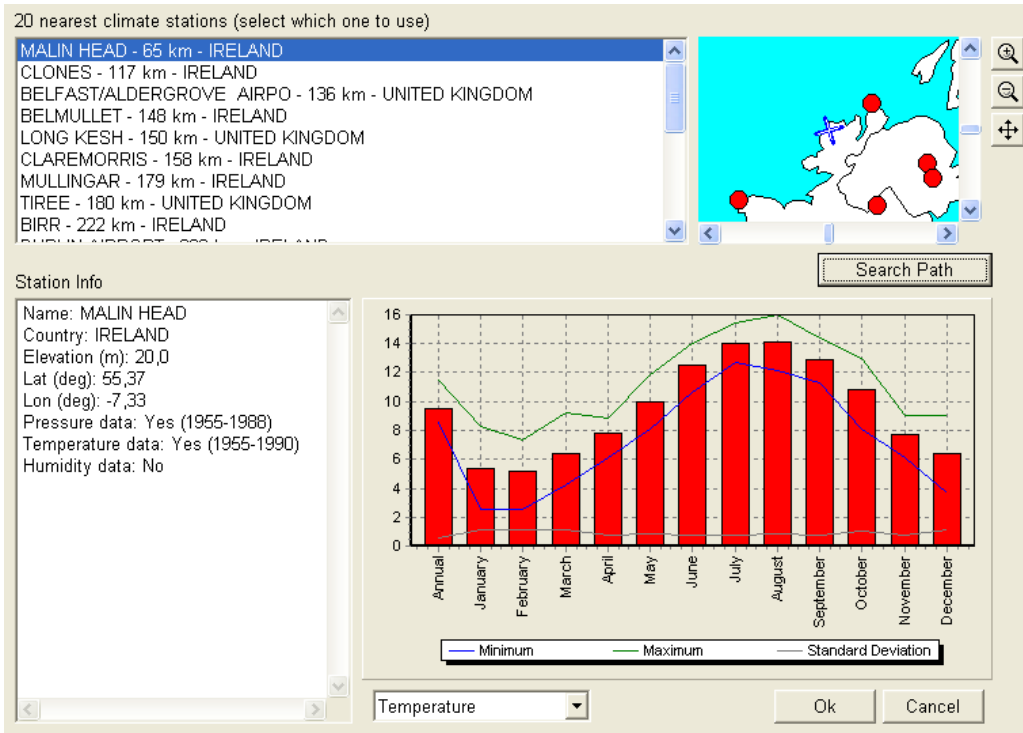 20 nearest climate stations (select which one to use)
MALIN HEAD - 65 km - IRELAND
CLONES - 117 km - IRELAND
BELFAST/ALDERGROVE AIRPO - 136 km - UNITED KINGDOM
BELMULLET - 148 km - IRELAND
LONG KESH - 150 km - UNITED KINGDOM
CLAREMORRIS - 158 km - IRELAND
MULLINGAR - 179 km - IRELAND
TIREE - 180 km - UNITED KINGDOM
BIRR - 222 km - IRELAND
Search Path
Station Info
Name: MALIN HEAD
Country: IRELAND
Elevation (m): 20,0
Lat (deg): 55,37
Lon (deg): -7,33
Pressure data: Yes (1955-1988)
Temperature data: Yes (1955-1990)
Humidity data: No
16
14
12
10
8
6
4
2
0
Annual
January
February
March
April
May
June
July
August
September
October
November
December
Minimum
Maximum
Standard Deviation
Temperature
Ok
Cancel